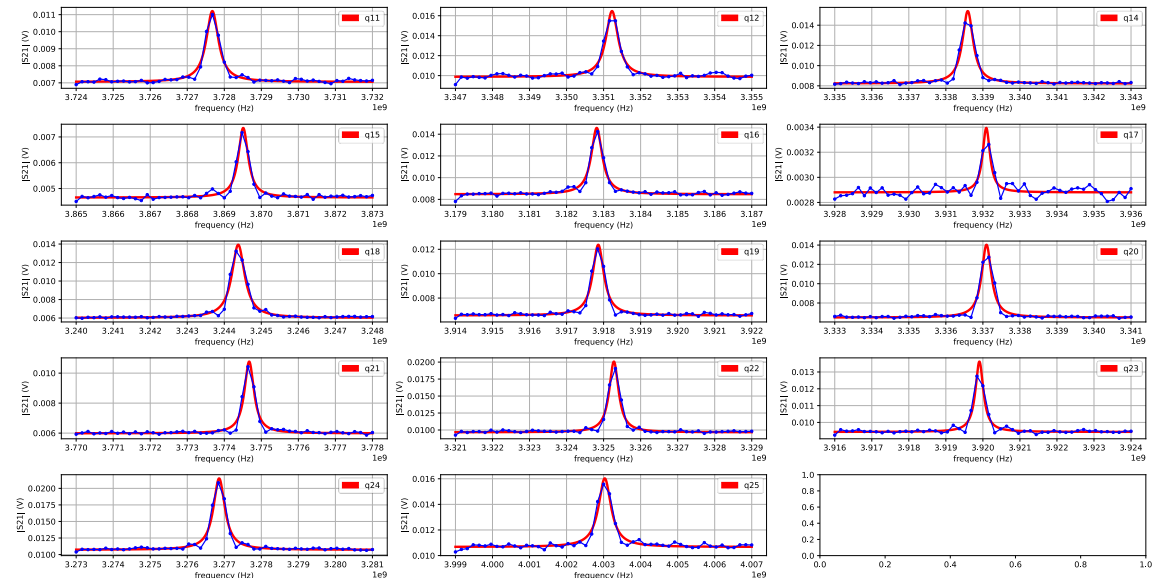 q11
|S21| (V)
0.011
0.010
0.009
0.008
0.007
3.724 3.725 3.726 3.727 3.728 3.729 3.730 3.731 3.732
frequency (Hz)
1e9
q12
|S21| (V)
0.016
0.014
0.012
0.010
3.347 3.348 3.349 3.350 3.351 3.352 3.353 3.354 3.355
frequency (Hz)
1e9
q14
|S21| (V)
0.014
0.012
0.010
0.008
3.335 3.336 3.337 3.338 3.339 3.340 3.341 3.342 3.343
frequency (Hz)
1e9
q15
|S21| (V)
0.007
0.006
0.005
3.865 3.866 3.867 3.868 3.869 3.870 3.871 3.872 3.873
frequency (Hz)
1e9
q16
|S21| (V)
0.014
0.012
0.010
0.008
3.179 3.180 3.181 3.182 3.183 3.184 3.185 3.186 3.187
frequency (Hz)
1e9
q17
|S21| (V)
0.0034
0.0032
0.0030
0.0028
3.928 3.929 3.930 3.931 3.932 3.933 3.934 3.935 3.936
frequency (Hz)
1e9
q18
|S21| (V)
0.014
0.012
0.010
0.008
0.006
3.240 3.241 3.242 3.243 3.244 3.245 3.246 3.247 3.248
frequency (Hz)
1e9
q19
|S21| (V)
0.012
0.010
0.008
3.914 3.915 3.916 3.917 3.918 3.919 3.920 3.921 3.922
frequency (Hz)
1e9
q20
|S21| (V)
0.014
0.012
0.010
0.008
0.006
3.333 3.334 3.335 3.336 3.337 3.338 3.339 3.340 3.341
frequency (Hz)
1e9
q21
|S21| (V)
0.010
0.008
0.006
3.770 3.771 3.772 3.773 3.774 3.775 3.776 3.777 3.778
frequency (Hz)
1e9
q22
|S21| (V)
0.0200
0.0175
0.0150
0.0125
0.0100
3.321 3.322 3.323 3.324 3.325 3.326 3.327 3.328 3.329
frequency (Hz)
1e9
q23
|S21| (V)
0.013
0.012
0.011
0.010
3.916 3.917 3.918 3.919 3.920 3.921 3.922 3.923 3.924
frequency (Hz)
1e9
q24
|S21| (V)
0.0200
0.0175
0.0150
0.0125
0.0100
3.273 3.274 3.275 3.276 3.277 3.278 3.279 3.280 3.281
frequency (Hz)
1e9
q25
|S21| (V)
0.016
0.014
0.012
0.010
3.999 4.000 4.001 4.002 4.003 4.004 4.005 4.006 4.007
frequency (Hz)
1e9
1.0
0.8
0.6
0.4
0.2
0.0
0.0 0.2 0.4 0.6 0.8 1.0